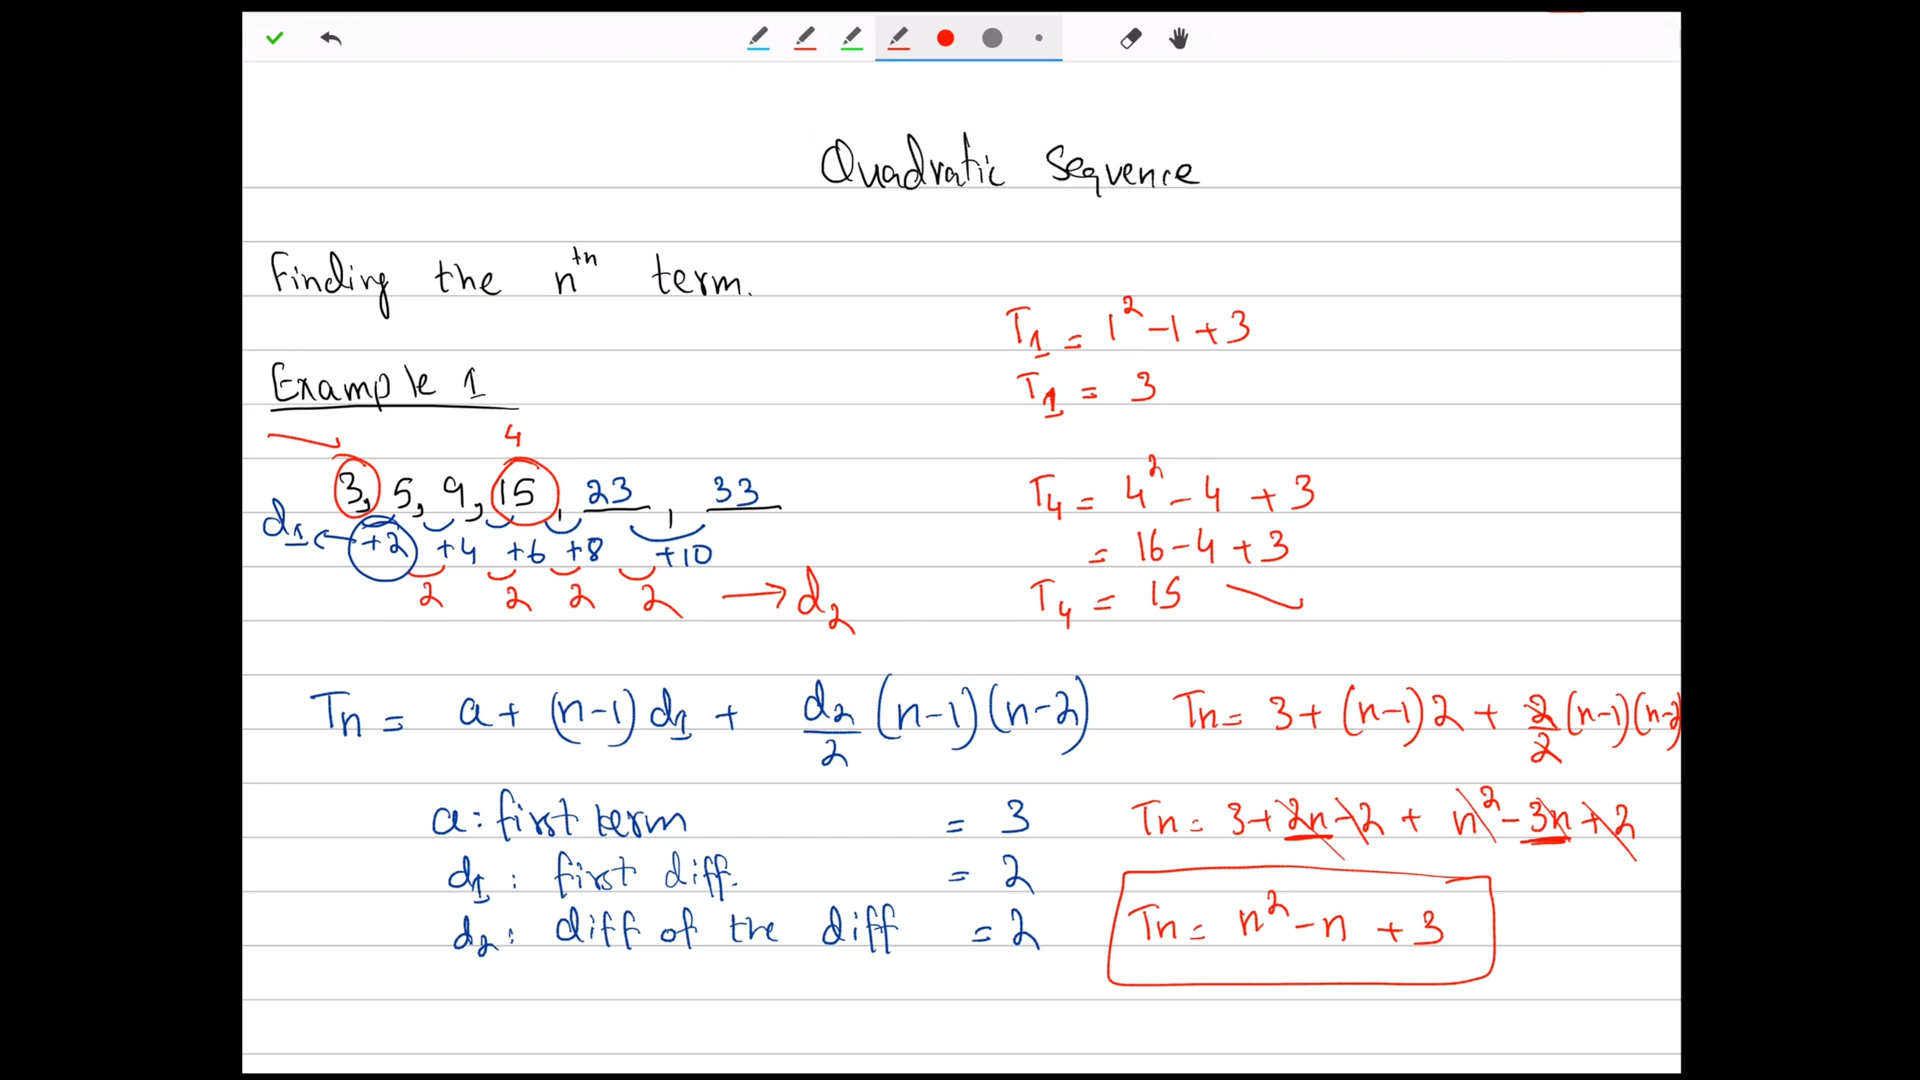 Quadratic Sequence
Finding the nth term.
T1 = 1² - 1 + 3
Example 1
T1 = 3
4
3, 5, 9, 15, 23, 33
T4 = 4² - 4 + 3
d1 ← +2 +4 +6 +8 +10
= 16 - 4 + 3
2 2 2 2 → d2
T4 = 15
Tn = a + (n-1) d1 + d2/2 (n-1)(n-2)
Tn = 3 + (n-1)2 + 2/2 (n-1)(n-2)
a: first term = 3
Tn = 3 + 2n - 2 + n² - 3n + 2
d1: first diff. = 2
d2: diff of the diff = 2
Tn = n² - n + 3